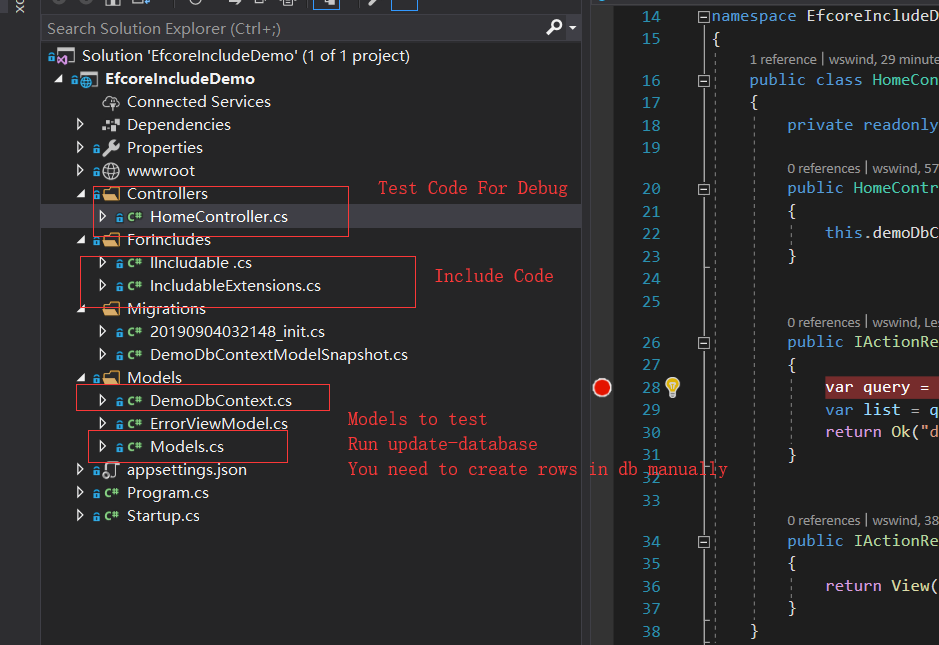 Search Solution Explorer (Ctrl+;)
Solution 'EfcoreIncludeDemo' (1 of 1 project)
EfcoreIncludeDemo
Connected Services
Dependencies
Properties
wwwroot
Controllers
C# HomeController.cs
Test Code For Debug
ForIncludes
C# IIncludable .cs
C# IncludableExtensions.cs
Include Code
Migrations
C# 20190904032148_init.cs
C# DemoDbContextModelSnapshot.cs
Models
C# DemoDbContext.cs
C# ErrorViewModel.cs
C# Models.cs
Models to test
Run update-database
You need to create rows in db manually
appsettings.json
C# Program.cs
C# Startup.cs
14 namespace EfcoreIncludeD
15 {
1 reference | wswind, 29 minute
16 public class HomeCon
17 {
18 private readonly
19
0 references | wswind, 57
20 public HomeContr
21 {
22 this.demoDbC
23 }
24
25
0 references | wswind, Les
26 public IActionRe
27 {
28 var query =
29 var list = q
30 return Ok("d
31 }
32
33
0 references | wswind, 38
34 public IActionRe
35 {
36 return View(
37 }
38 }